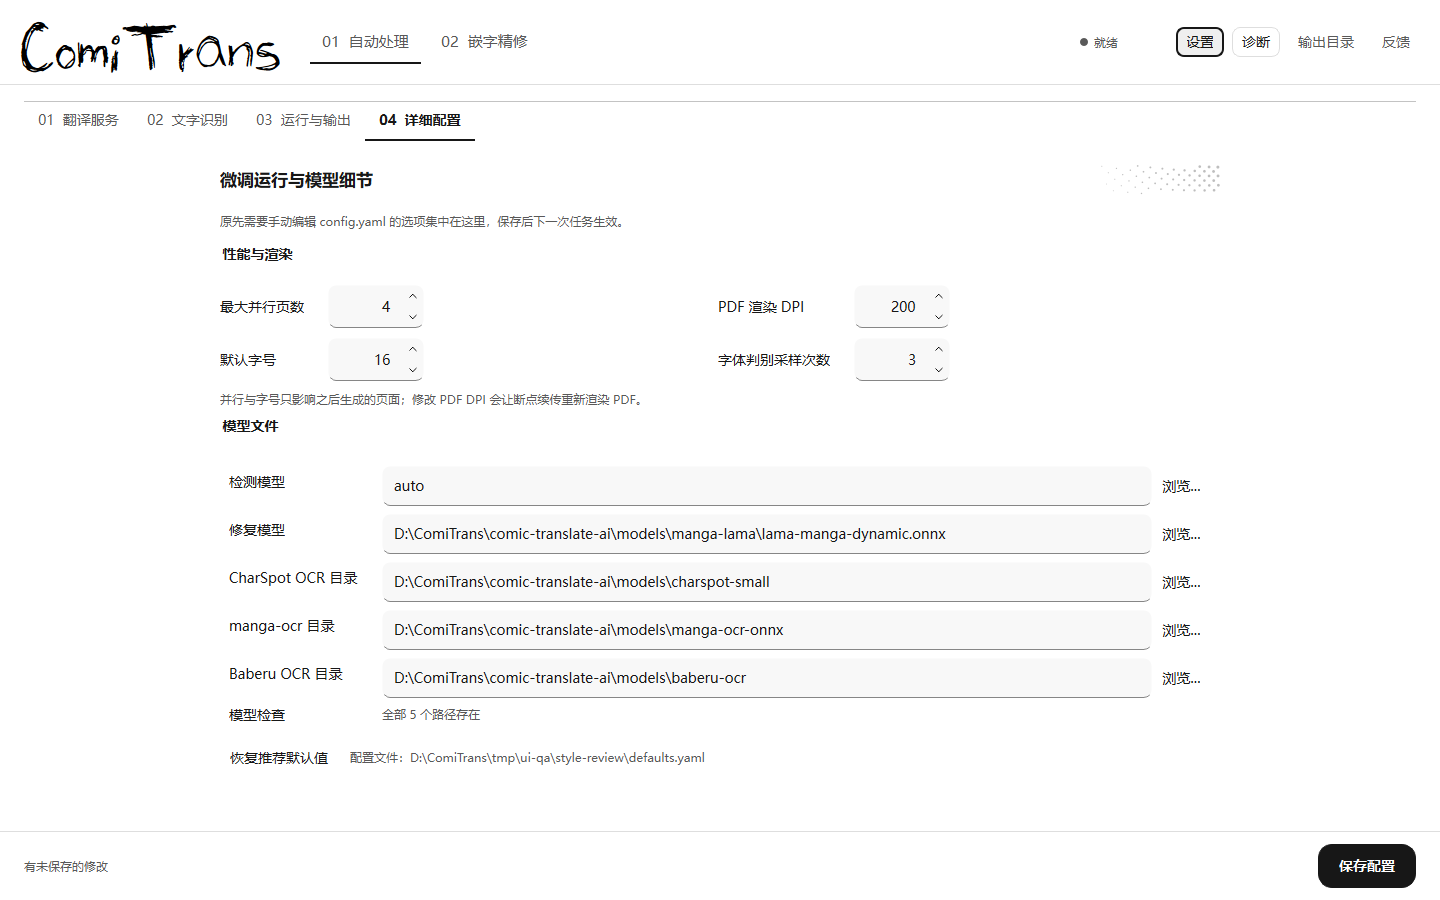 ComiTrans 01 自动处理 02 嵌字精修 就绪 设置 诊断 输出目录 反馈
01 翻译服务 02 文字识别 03 运行与输出 04 详细配置
微调运行与模型细节
原先需要手动编辑 config.yaml 的选项集中在这里，保存后下一次任务生效。
性能与渲染
最大并行页数 4 PDF 渲染 DPI 200
默认字号 16 字体判别采样次数 3
并行与字号只影响之后生成的页面；修改 PDF DPI 会让断点续传重新渲染 PDF。
模型文件
检测模型 auto 浏览...
修复模型 D:\ComiTrans\comic-translate-ai\models\manga-lama\lama-manga-dynamic.onnx 浏览...
CharSpot OCR 目录 D:\ComiTrans\comic-translate-ai\models\charspot-small 浏览...
manga-ocr 目录 D:\ComiTrans\comic-translate-ai\models\manga-ocr-onnx 浏览...
Baberu OCR 目录 D:\ComiTrans\comic-translate-ai\models\baberu-ocr 浏览...
模型检查 全部 5 个路径存在
恢复推荐默认值 配置文件：D:\ComiTrans\tmp\ui-qa\style-review\defaults.yaml
有未保存的修改 保存配置